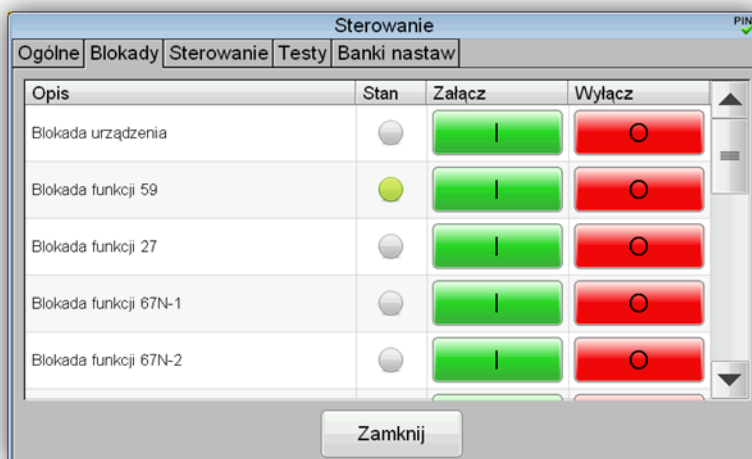 Sterowanie
PIN
Ogólne Blokady Sterowanie Testy Banki nastaw
Opis Stan Załącz Wyłącz
Blokada urządzenia I O
Blokada funkcji 59 I O
Blokada funkcji 27 I O
Blokada funkcji 67N-1 I O
Blokada funkcji 67N-2 I O
Zamknij